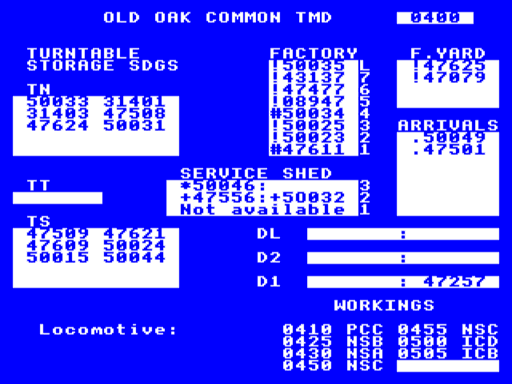 OLD OAK COMMON TMD 0400
TURNTABLE
STORAGE SDGS
TN
50033 31401
31403 47508
47624 50031
TT
TS
47509 47621
47609 50024
50015 50044
FACTORY
!50035 L
!43137 7
!47477 6
!08947 5
#50034 4
!50025 3
!50023 2
#47611 1
F.YARD
!47625
!47079
ARRIVALS
.50049
.47501
SERVICE SHED
*50046: 3
+47556:+50032 2
Not available 1
DL :
D2 :
D1 : 47257
WORKINGS
0410 PCC 0455 NSC
0425 NSB 0500 ICD
0430 NSA 0505 ICB
0450 NSC
Locomotive: